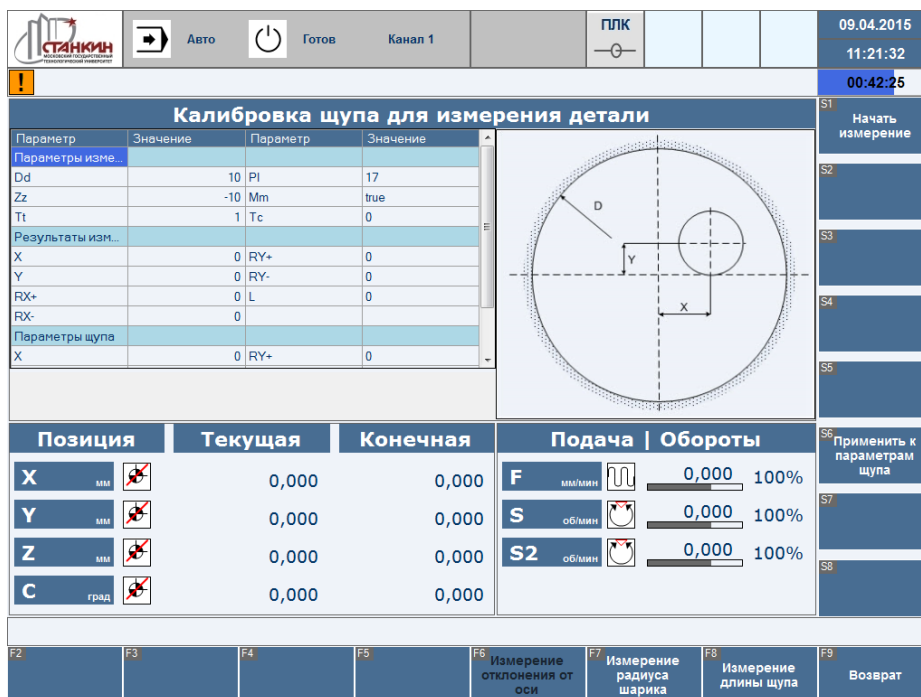 СТАНКИН
МОСКОВСКИЙ ГОСУДАРСТВЕННЫЙ
ТЕХНОЛОГИЧЕСКИЙ УНИВЕРСИТЕТ
Авто
Готов
Канал 1
ПЛК
09.04.2015
11:21:32
!
00:42:25
Калибровка щупа для измерения детали
Параметр Значение Параметр Значение
Параметры изме...
Dd 10 Pl 17
Zz -10 Mm true
Tt 1 Tc 0
Результаты изм...
X 0 RY+ 0
Y 0 RY- 0
RX+ 0 L 0
RX- 0
Параметры щупа
X 0 RY+ 0
D
Y
X
S1 Начать
измерение
S2
S3
S4
S5
S6 Применить к
параметрам
щупа
S7
S8
Позиция Текущая Конечная
X мм 0,000 0,000
Y мм 0,000 0,000
Z мм 0,000 0,000
C град 0,000 0,000
Подача | Обороты
F мм/мин 0,000 100%
S об/мин 0,000 100%
S2 об/мин 0,000 100%
F2
F3
F4
F5
F6 Измерение
отклонения от
оси
F7 Измерение
радиуса
шарика
F8 Измерение
длины щупа
F9 Возврат